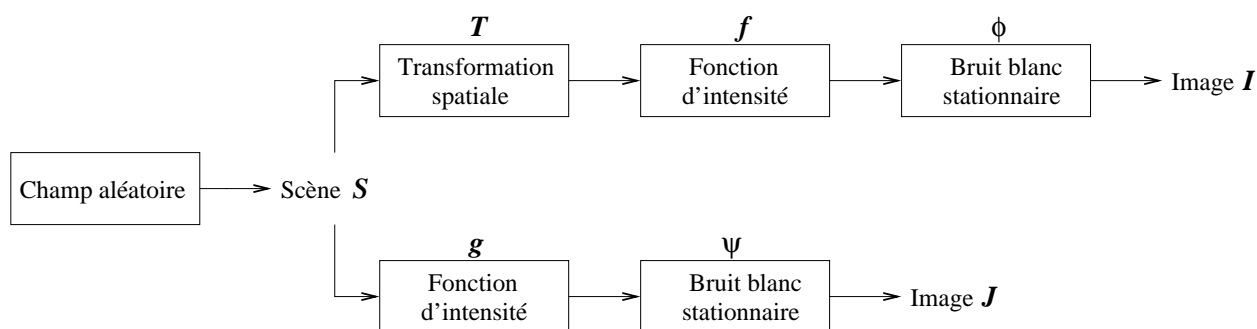 T
f
ϕ
Transformation
spatiale
Fonction
d'intensité
Bruit blanc
stationnaire
Image I
Champ aléatoire
Scène S
g
ψ
Fonction
d'intensité
Bruit blanc
stationnaire
Image J